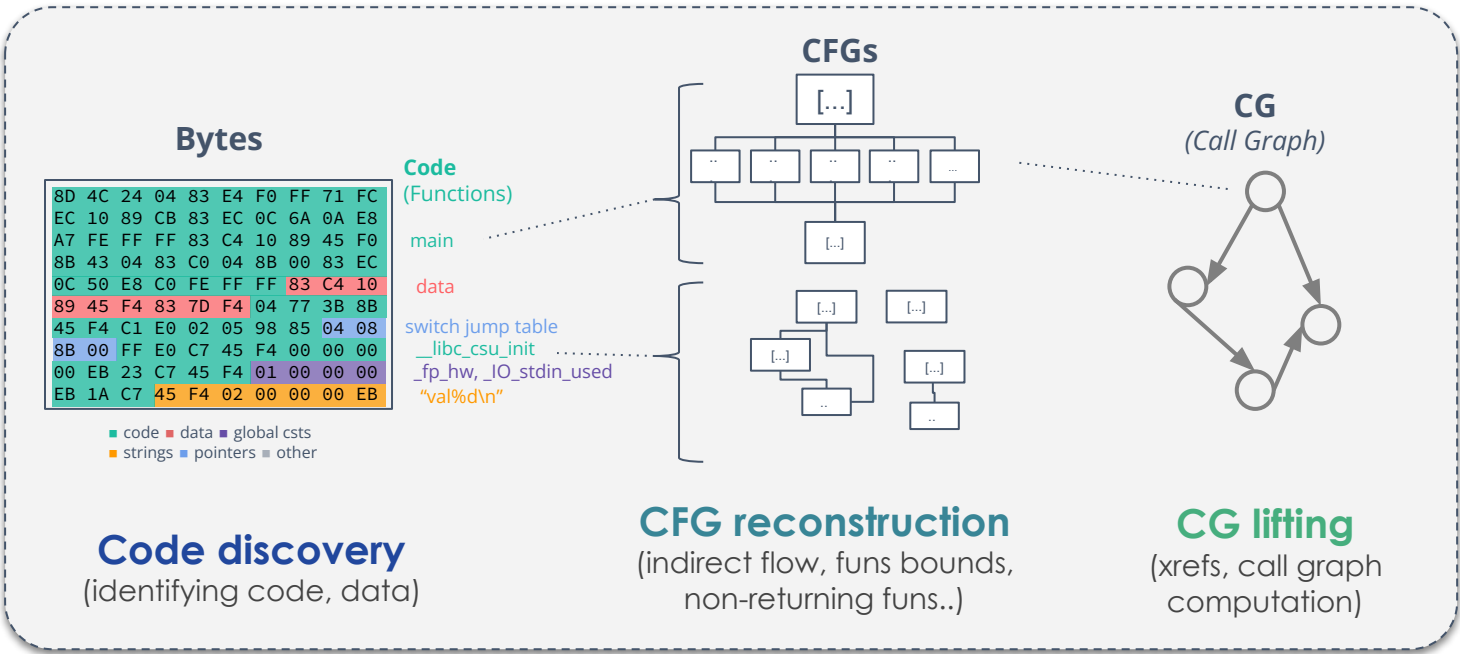 Bytes
8D 4C 24 04 83 E4 F0 FF 71 FC
EC 10 89 CB 83 EC 0C 6A 0A E8
A7 FE FF FF 83 C4 10 89 45 F0
8B 43 04 83 C0 04 8B 00 83 EC
0C 50 E8 C0 FE FF FF 83 C4 10
89 45 F4 83 7D F4 04 77 3B 8B
45 F4 C1 E0 02 05 98 85 04 08
8B 00 FF E0 C7 45 F4 00 00 00
00 EB 23 C7 45 F4 01 00 00 00
EB 1A C7 45 F4 02 00 00 00 EB
code data global csts
strings pointers other
Code
(Functions)
main
data
switch jump table
__libc_csu_init
_fp_hw, _IO_stdin_used
“val%d\n”
Code discovery
(identifying code, data)
CFGs
[...]
..
.
..
.
..
.
..
.
...
[...]
[...]
[...]
[...]
[...]
..
..
CFG reconstruction
(indirect flow, funs bounds,
non-returning funs..)
CG
(Call Graph)
CG lifting
(xrefs, call graph
computation)